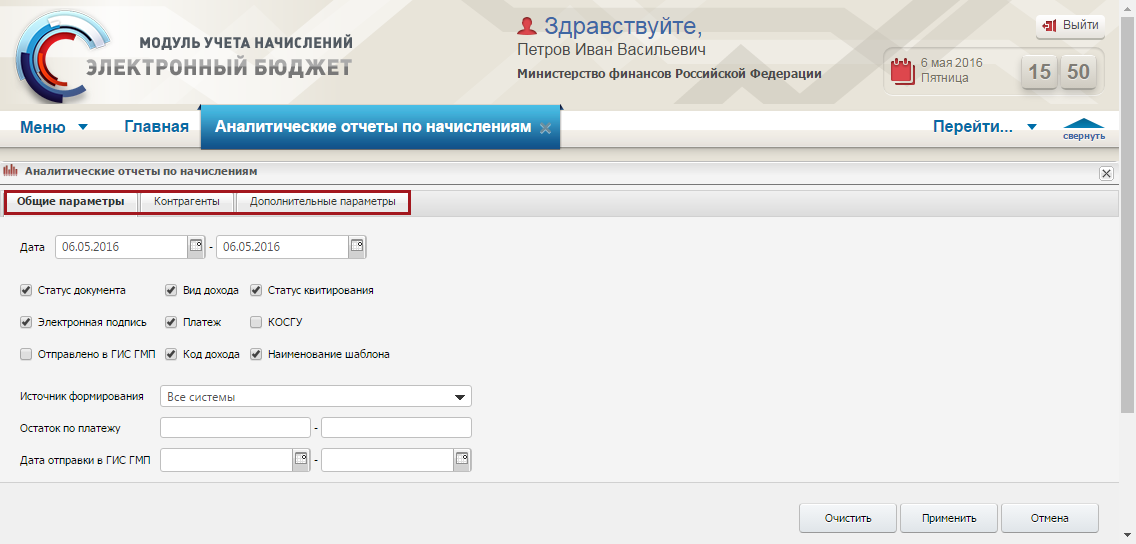 МОДУЛЬ УЧЕТА НАЧИСЛЕНИЙ
ЭЛЕКТРОННЫЙ БЮДЖЕТ
Здравствуйте,
Петров Иван Васильевич
Министерство финансов Российской Федерации
Выйти
6 мая 2016
Пятница
15 50
Меню Главная Аналитические отчеты по начислениям Перейти...
свернуть
Аналитические отчеты по начислениям
Общие параметры Контрагенты Дополнительные параметры
Дата 06.05.2016 - 06.05.2016
Статус документа Вид дохода Статус квитирования
Электронная подпись Платеж КОСГУ
Отправлено в ГИС ГМП Код дохода Наименование шаблона
Источник формирования Все системы
Остаток по платежу -
Дата отправки в ГИС ГМП -
Очистить Применить Отмена